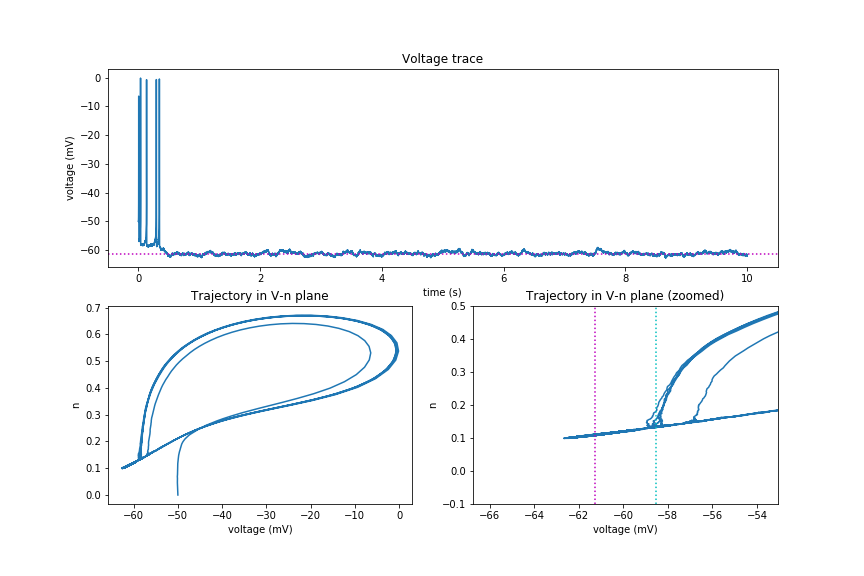 Voltage trace
0
−10
−20
−30
−40
−50
−60
voltage (mV)
0 2 4 6 8 10
time (s)
Trajectory in V-n plane
0.7
0.6
0.5
0.4
0.3
0.2
0.1
0.0
n
−60 −50 −40 −30 −20 −10 0
voltage (mV)
Trajectory in V-n plane (zoomed)
0.5
0.4
0.3
0.2
0.1
0.0
−0.1
n
−66 −64 −62 −60 −58 −56 −54
voltage (mV)